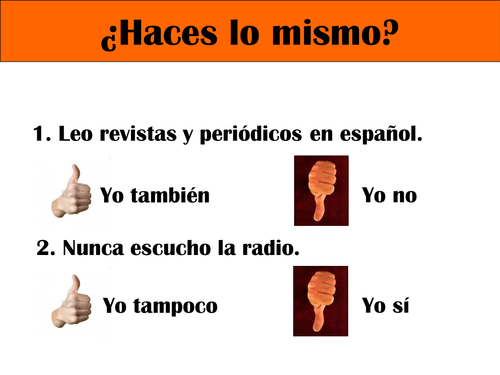 ¿Haces lo mismo?
1. Leo revistas y periódicos en español.
Yo también Yo no
2. Nunca escucho la radio.
Yo tampoco Yo sí